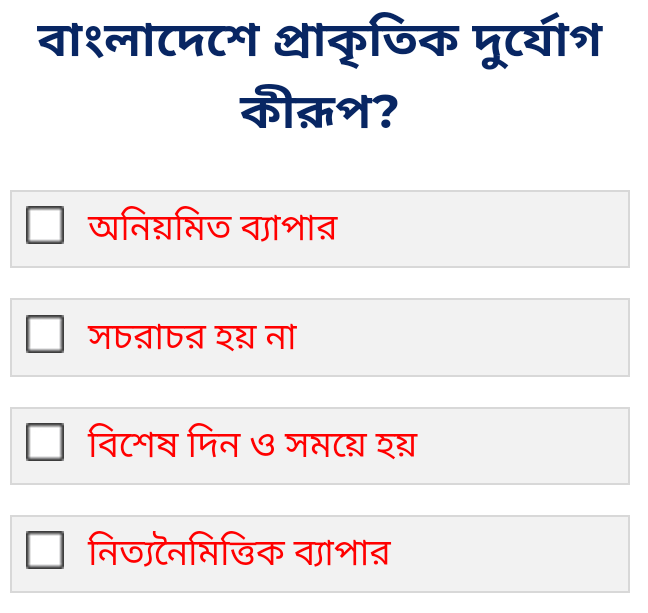 বাংলাদেশে প্রাকৃতিক দুর্যোগ
কীরূপ?
অনিয়মিত ব্যাপার
সচরাচর হয় না
বিশেষ দিন ও সময়ে হয়
নিত্যনৈমিত্তিক ব্যাপার